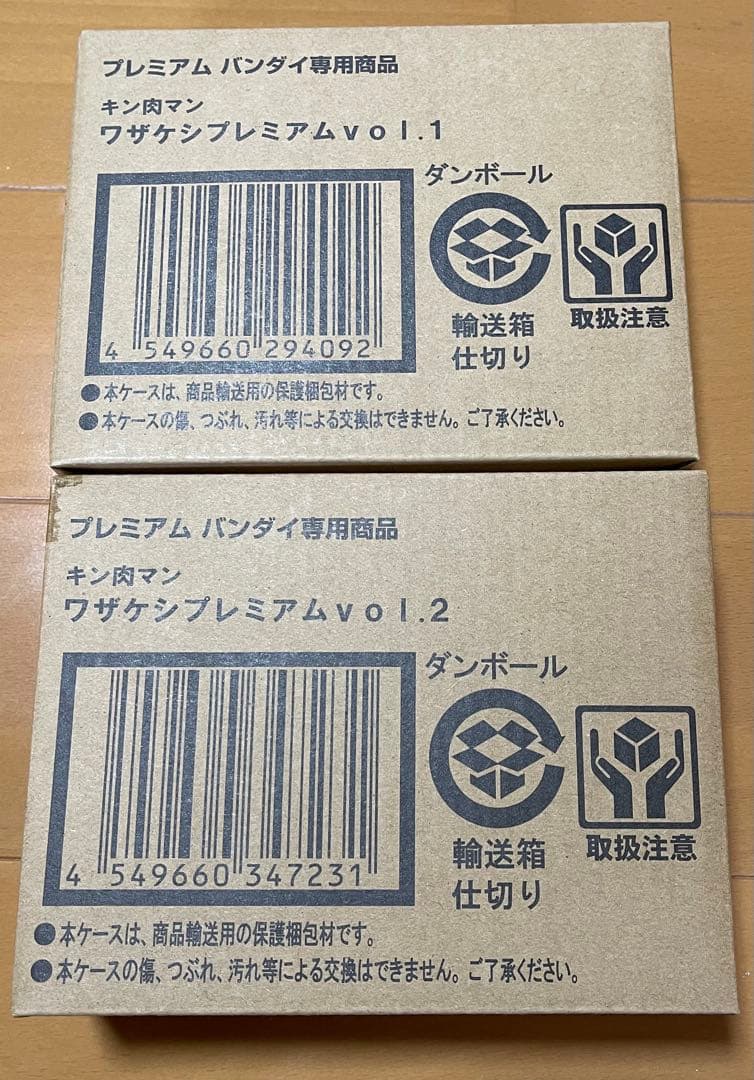 プレミアム バンダイ専用商品
キン肉マン
ワザケシプレミアムvol.1
ダンボール
輸送箱
仕切り
取扱注意
4 549660 294092
●本ケースは、商品輸送用の保護梱包材です。
●本ケースの傷、つぶれ、汚れ等による交換はできません。ご了承ください。
プレミアム バンダイ専用商品
キン肉マン
ワザケシプレミアムvol.2
ダンボール
輸送箱
仕切り
取扱注意
4 549660 347231
●本ケースは、商品輸送用の保護梱包材です。
●本ケースの傷、つぶれ、汚れ等による交換はできません。ご了承ください。